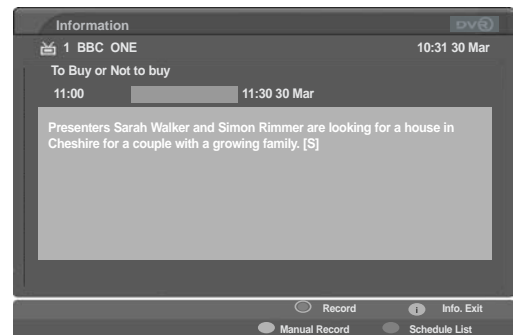 Information DVR
1 BBC ONE 10:31 30 Mar
To Buy or Not to buy
11:00 11:30 30 Mar
Presenters Sarah Walker and Simon Rimmer are looking for a house in
Cheshire for a couple with a growing family. [S]
Record i Info. Exit
Manual Record Schedule List